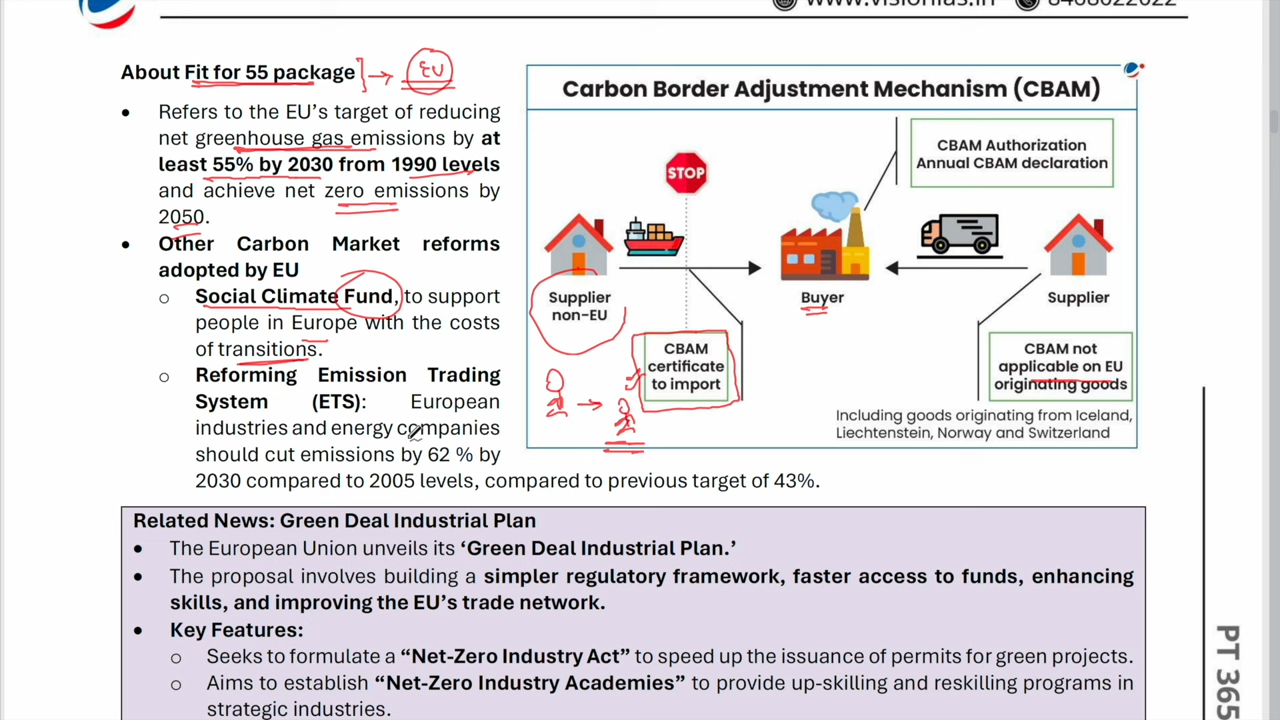 www.visionias.in 8468022022
About Fit for 55 package EU
• Refers to the EU's target of reducing
net greenhouse gas emissions by at
least 55% by 2030 from 1990 levels
and achieve net zero emissions by
2050.
• Other Carbon Market reforms
adopted by EU
o Social Climate Fund, to support
people in Europe with the costs
of transitions.
o Reforming Emission Trading
System (ETS): European
industries and energy companies
should cut emissions by 62 % by
2030 compared to 2005 levels, compared to previous target of 43%.
Carbon Border Adjustment Mechanism (CBAM)
CBAM Authorization
Annual CBAM declaration
STOP
Supplier
non-EU
Buyer
Supplier
CBAM
certificate
to import
CBAM not
applicable on EU
originating goods
Including goods originating from Iceland,
Liechtenstein, Norway and Switzerland
Related News: Green Deal Industrial Plan
• The European Union unveils its ‘Green Deal Industrial Plan.’
• The proposal involves building a simpler regulatory framework, faster access to funds, enhancing
skills, and improving the EU's trade network.
• Key Features:
o Seeks to formulate a “Net-Zero Industry Act” to speed up the issuance of permits for green projects.
o Aims to establish “Net-Zero Industry Academies” to provide up-skilling and reskilling programs in
strategic industries.
PT 365